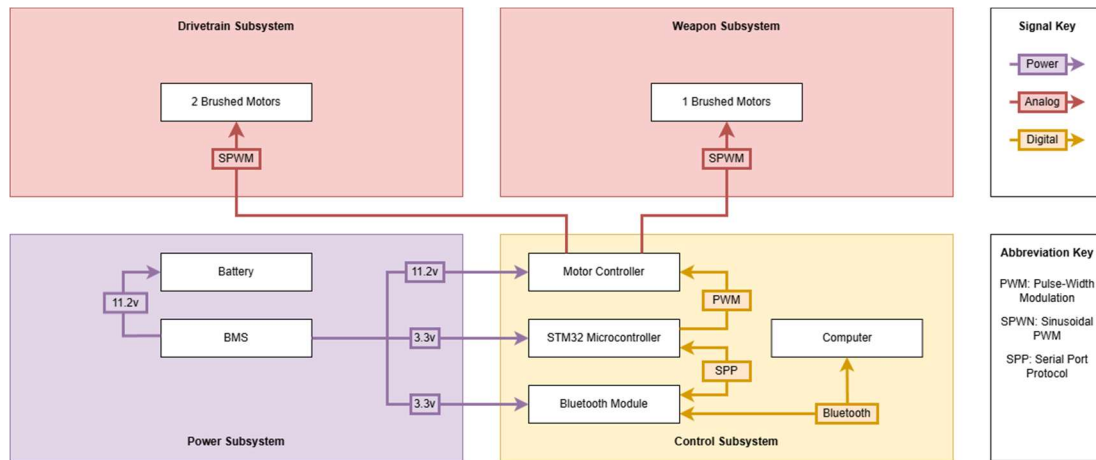 Drivetrain Subsystem
2 Brushed Motors
SPWM
Weapon Subsystem
1 Brushed Motors
SPWM
Signal Key
Power
Analog
Digital
Battery
11.2v
BMS
11.2v
3.3v
3.3v
Power Subsystem
Motor Controller
PWM
STM32 Microcontroller
Computer
SPP
Bluetooth Module
Bluetooth
Control Subsystem
Abbreviation Key
PWM: Pulse-Width
Modulation
SPWN: Sinusoidal
PWM
SPP: Serial Port
Protocol